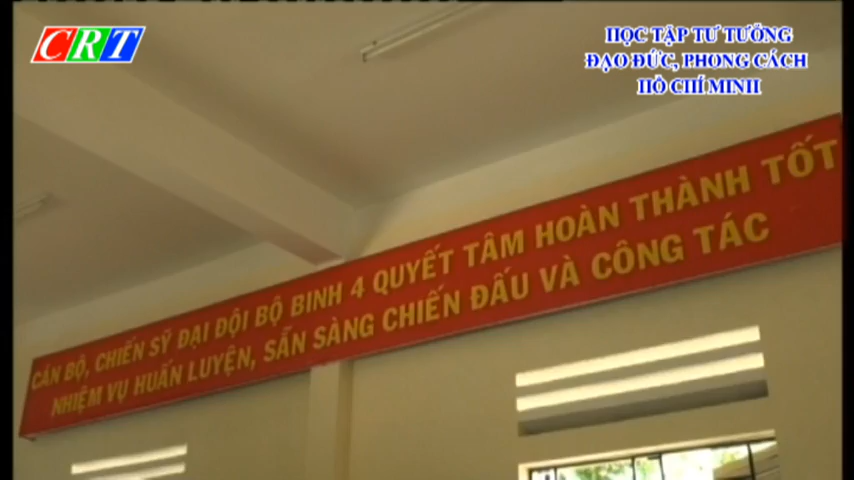 CRT
HỌC TẬP TƯ TƯỞNG
ĐẠO ĐỨC, PHONG CÁCH
HỒ CHÍ MINH
CÁN BỘ, CHIẾN SỸ ĐẠI ĐỘI BỘ BINH 4 QUYẾT TÂM HOÀN THÀNH TỐT
NHIỆM VỤ HUẤN LUYỆN, SẴN SÀNG CHIẾN ĐẤU VÀ CÔNG TÁC